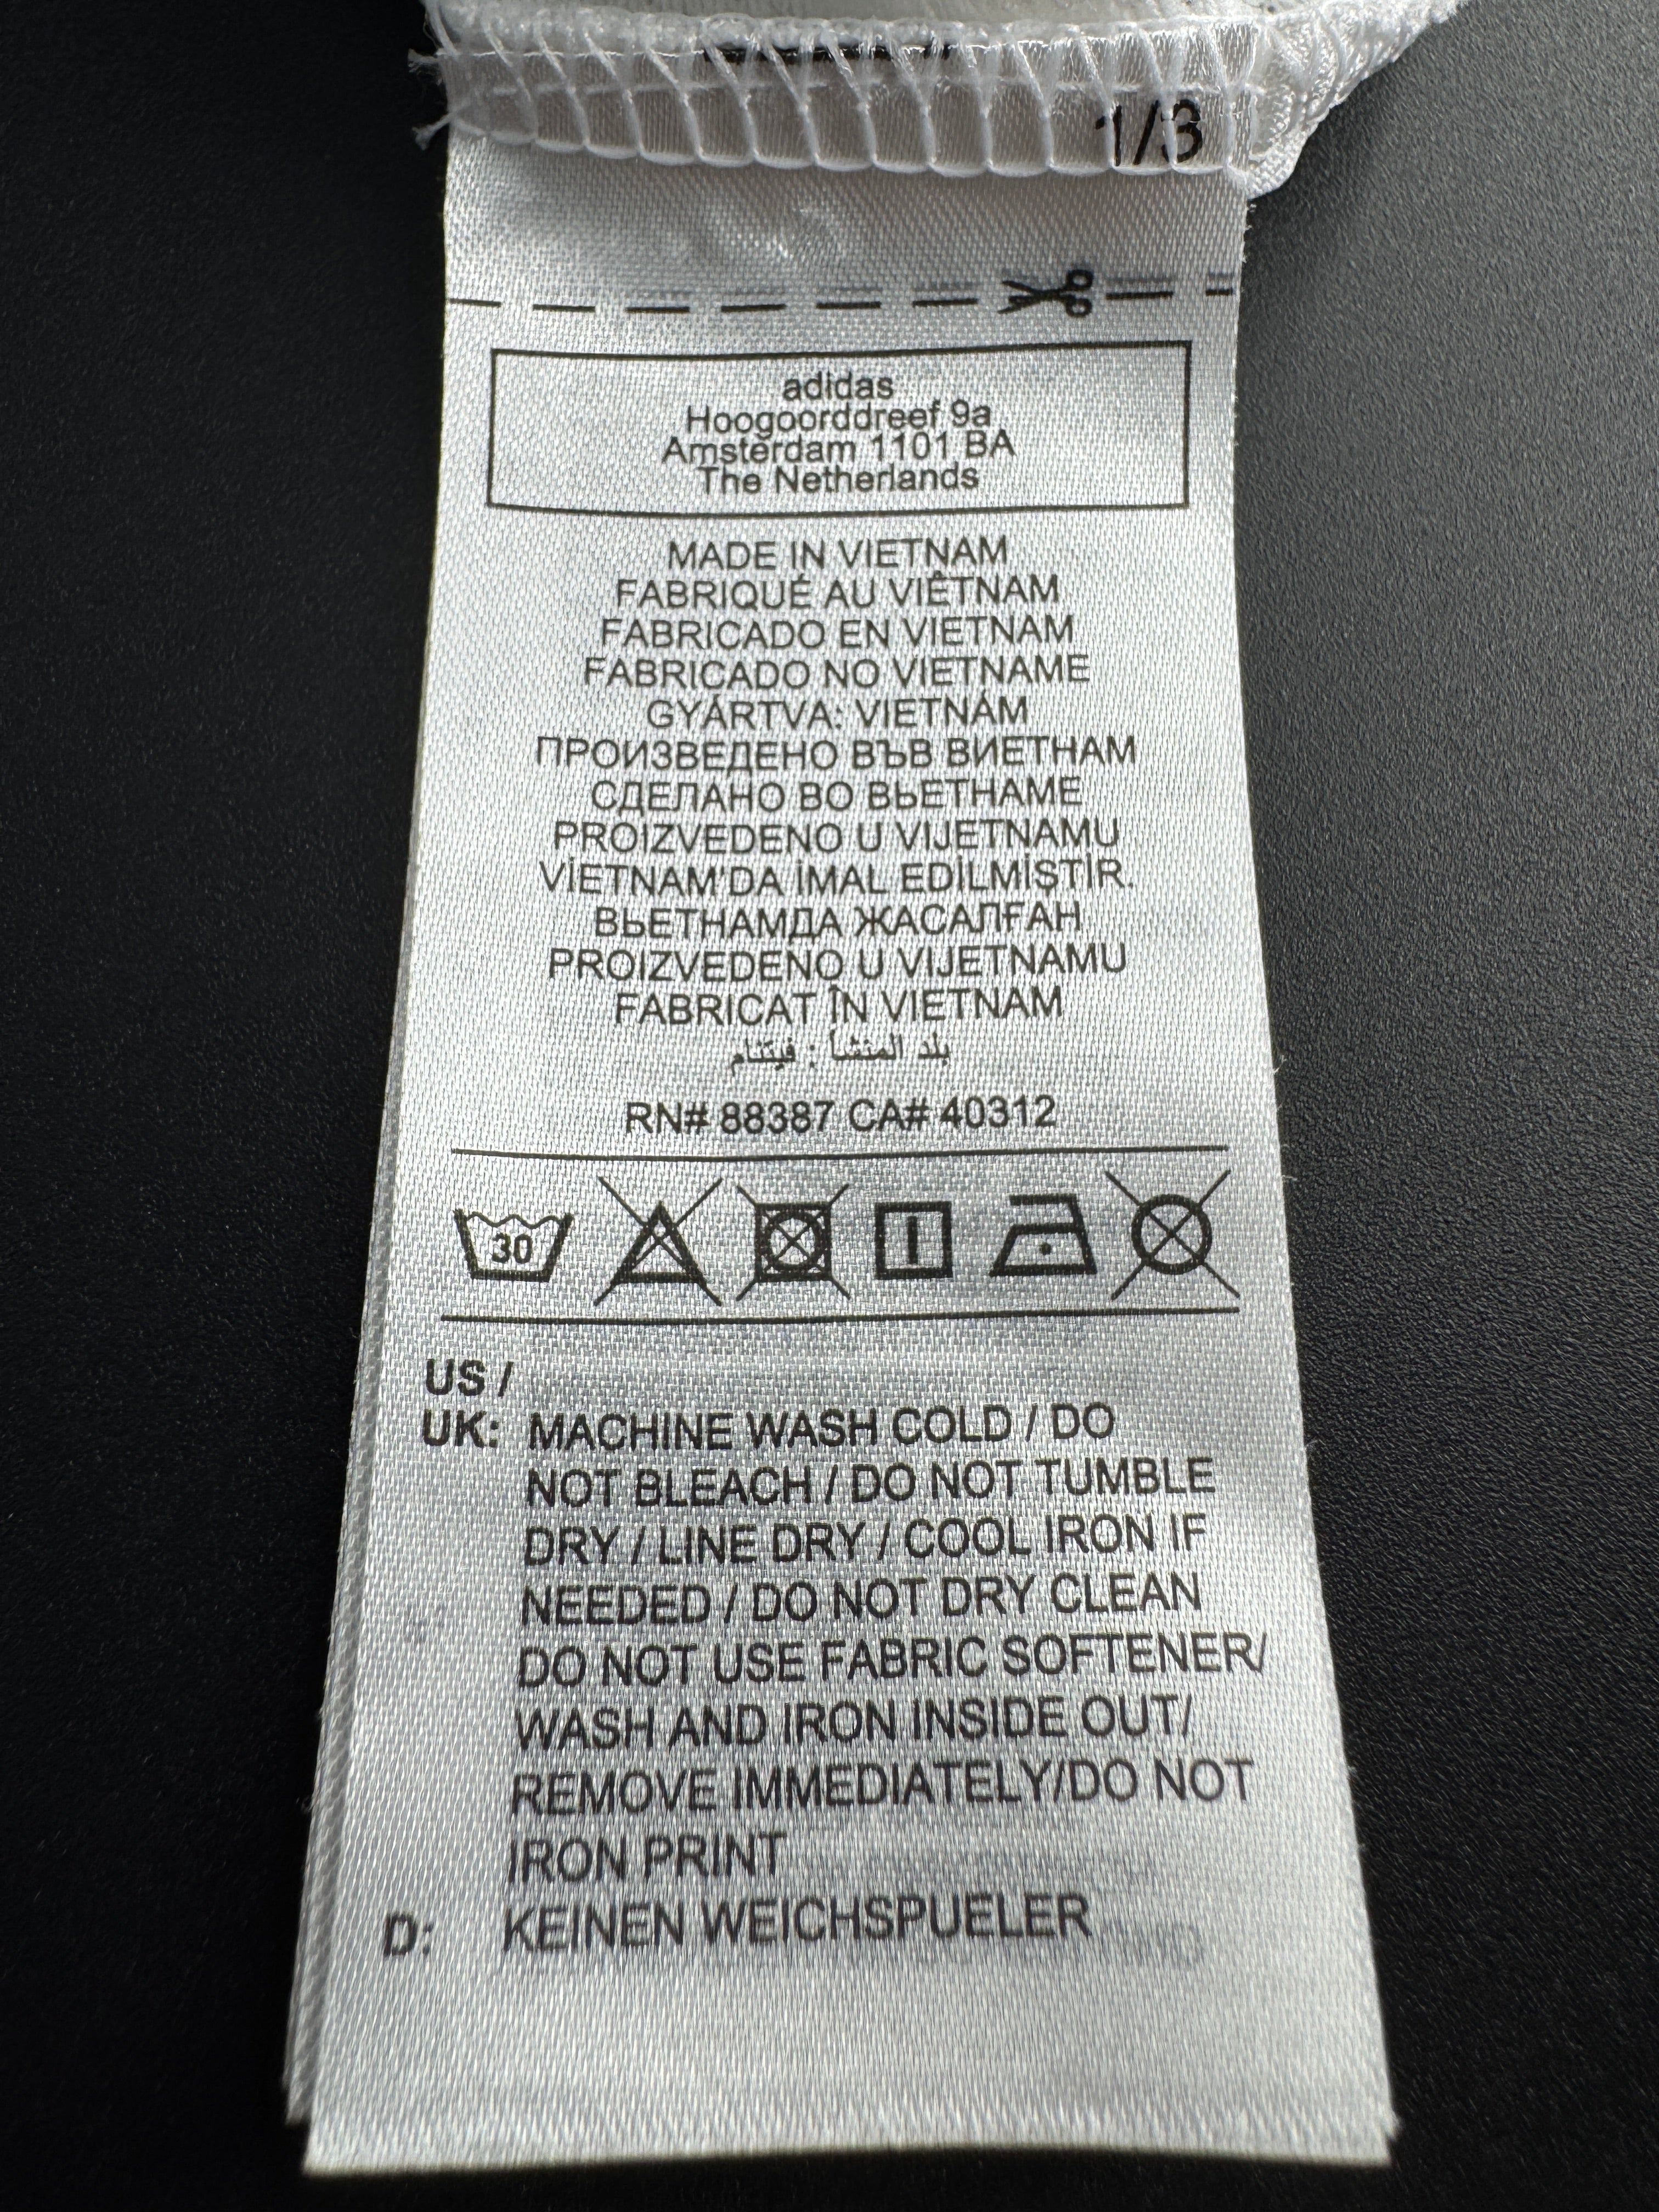 1/3
adidas
Hoogoorddreef 9a
Amsterdam 1101 BA
The Netherlands
MADE IN VIETNAM
FABRIQUÉ AU VIÊTNAM
FABRICADO EN VIETNAM
FABRICADO NO VIETNAME
GYÁRTVA: VIETNÁM
ПРОИЗВЕДЕНО ВЪВ ВИЕТНАМ
СДЕЛАНО ВО ВЬЕТНАМЕ
PROIZVEDENO U VIJETNAMU
VİETNAM'DA İMAL EDİLMİŞTİR.
ВЬЕТНАМДА ЖАСАЛҒАН
PROIZVEDENO U VIJETNAMU
FABRICAT ÎN VIETNAM
بلد المنشأ : فيتنام
RN# 88387 CA# 40312
30
US /
UK: MACHINE WASH COLD / DO
NOT BLEACH / DO NOT TUMBLE
DRY / LINE DRY / COOL IRON IF
NEEDED / DO NOT DRY CLEAN
DO NOT USE FABRIC SOFTENER/
WASH AND IRON INSIDE OUT/
REMOVE IMMEDIATELY/DO NOT
IRON PRINT
D: KEINEN WEICHSPUELER